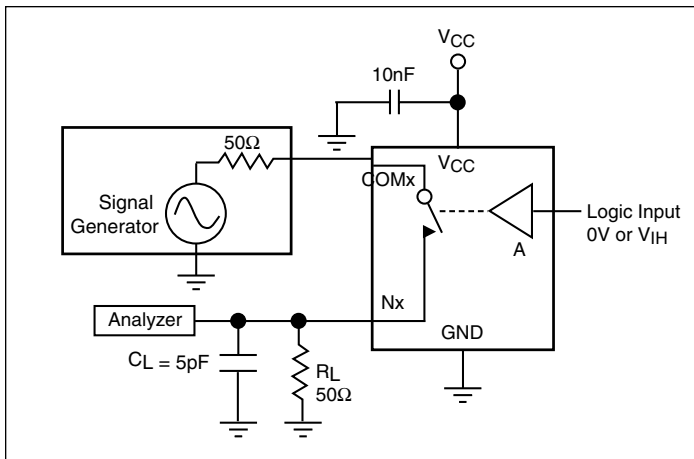 VCC
10nF
50Ω
VCC
COMx
Signal
Generator
Logic Input
0V or VIH
A
Nx
Analyzer
GND
CL = 5pF
RL
50Ω